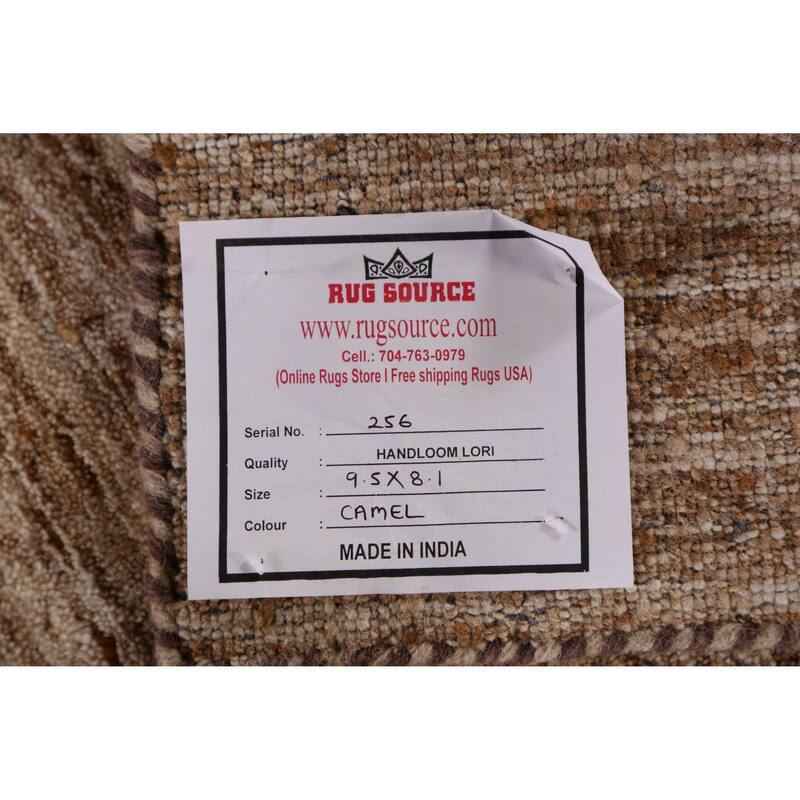 RUG SOURCE
www.rugsource.com
Cell.: 704-763-0979
(Online Rugs Store I Free shipping Rugs USA)
Serial No. : 256
Quality : HANDLOOM LORI
Size : 9.5X8.1
Colour : CAMEL
MADE IN INDIA